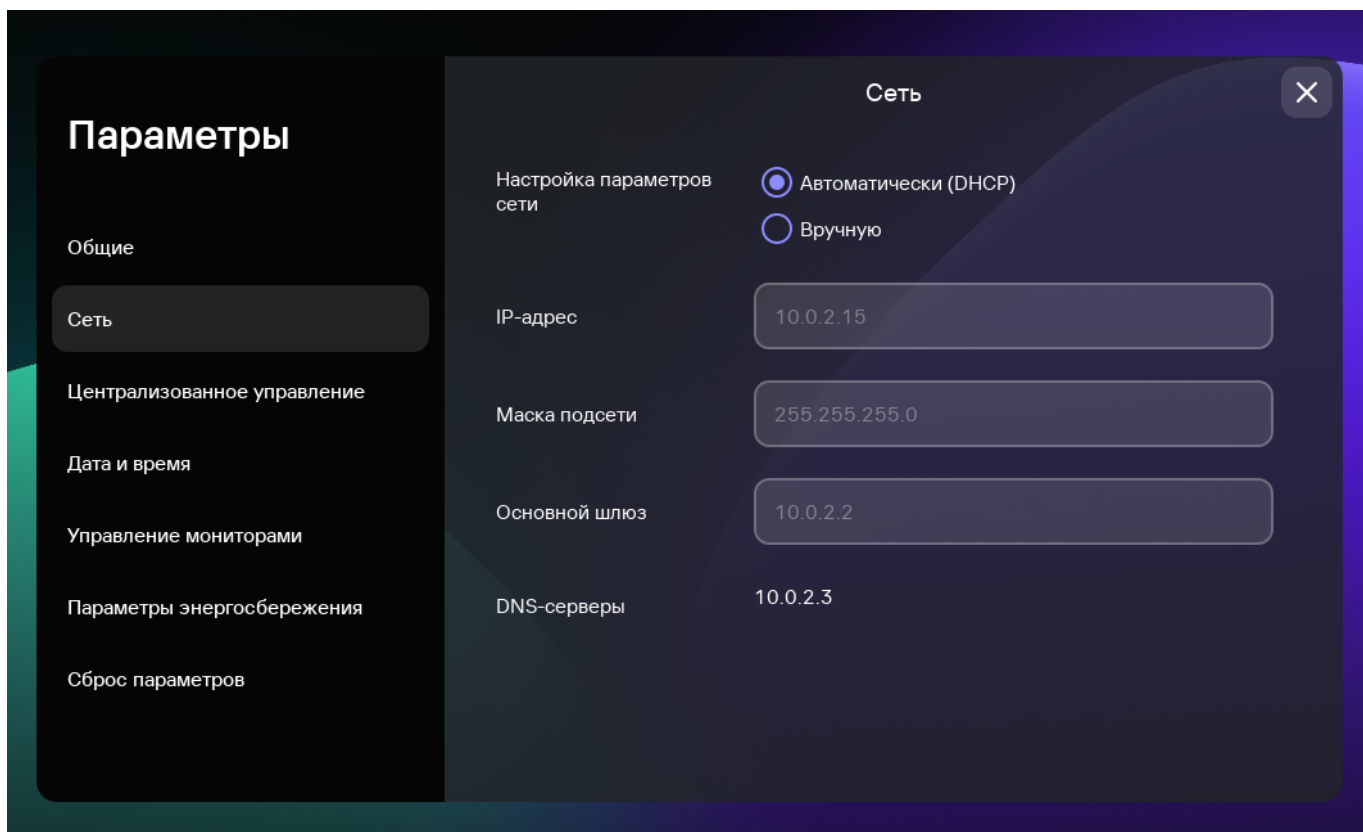 Параметры
Общие
Сеть
Централизованное управление
Дата и время
Управление мониторами
Параметры энергосбережения
Сброс параметров
Сеть
Настройка параметров
сети
Автоматически (DHCP)
Вручную
IP-адрес
10.0.2.15
Маска подсети
255.255.255.0
Основной шлюз
10.0.2.2
DNS-серверы
10.0.2.3